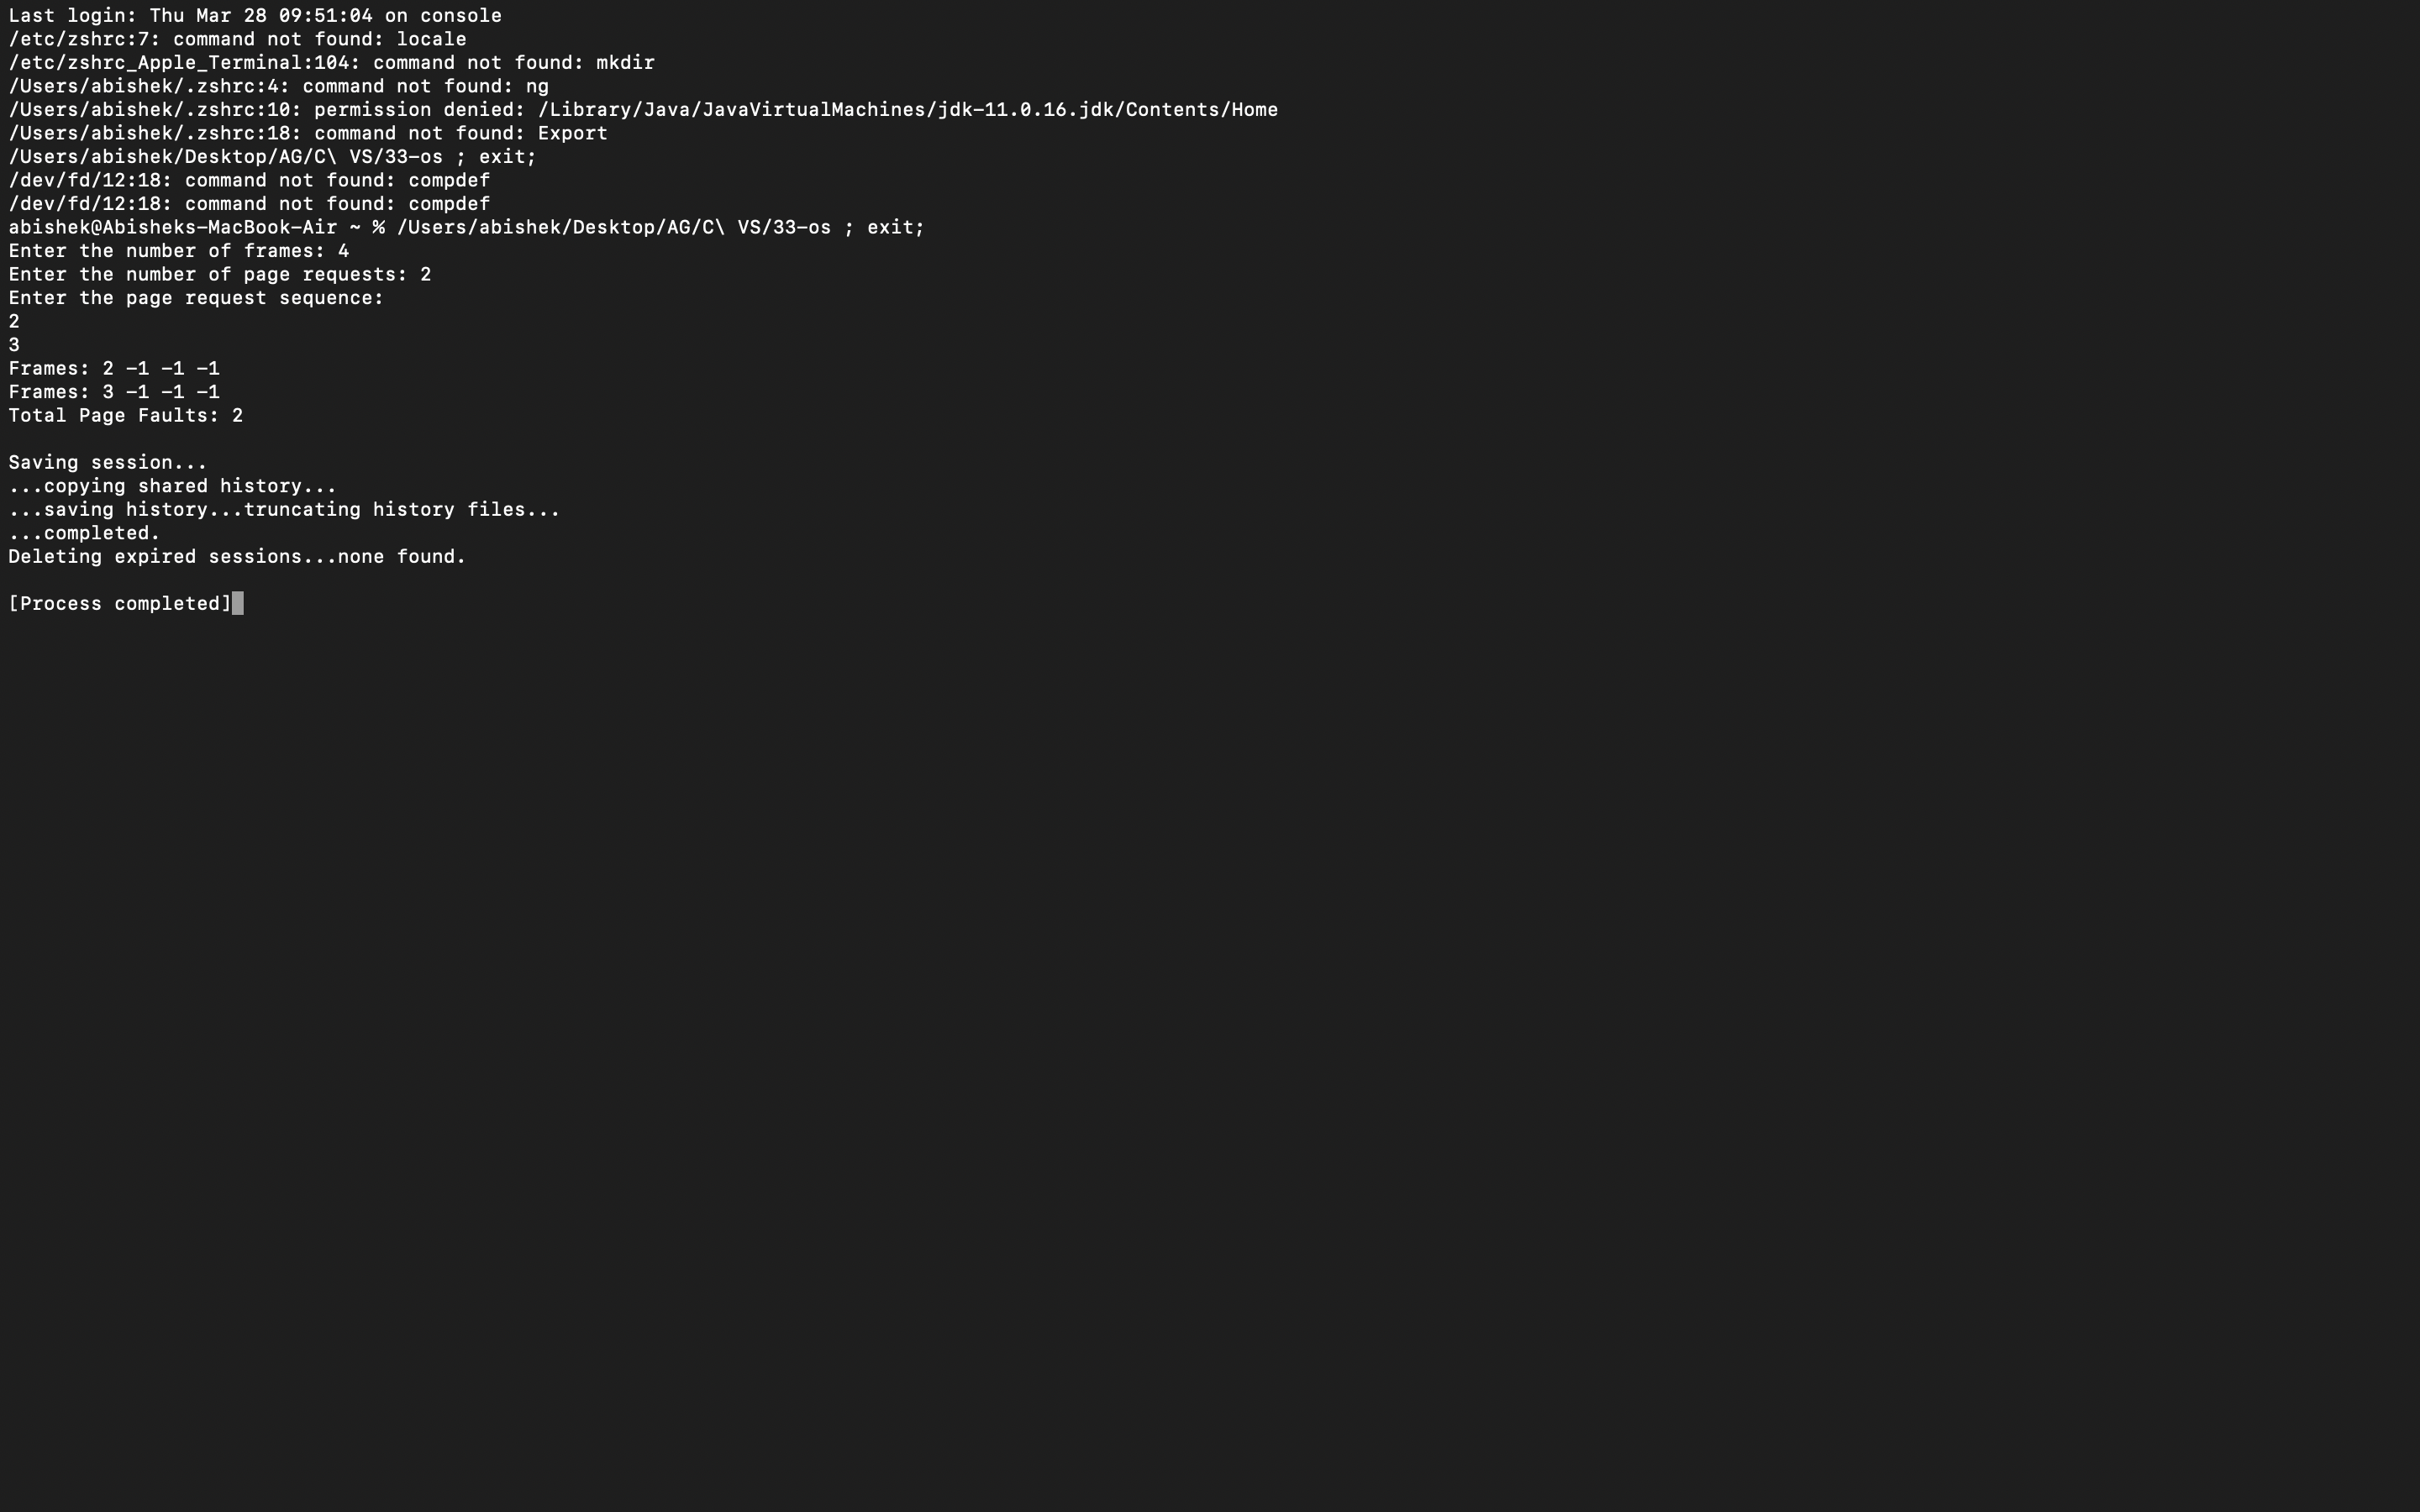 Last login: Thu Mar 28 09:51:04 on console
/etc/zshrc:7: command not found: locale
/etc/zshrc_Apple_Terminal:104: command not found: mkdir
/Users/abishek/.zshrc:4: command not found: ng
/Users/abishek/.zshrc:10: permission denied: /Library/Java/JavaVirtualMachines/jdk-11.0.16.jdk/Contents/Home
/Users/abishek/.zshrc:18: command not found: Export
/Users/abishek/Desktop/AG/C\ VS/33-os ; exit;
/dev/fd/12:18: command not found: compdef
/dev/fd/12:18: command not found: compdef
abishek@Abisheks-MacBook-Air ~ % /Users/abishek/Desktop/AG/C\ VS/33-os ; exit;
Enter the number of frames: 4
Enter the number of page requests: 2
Enter the page request sequence:
2
3
Frames: 2 -1 -1 -1
Frames: 3 -1 -1 -1
Total Page Faults: 2
Saving session...
...copying shared history...
...saving history...truncating history files...
...completed.
Deleting expired sessions...none found.
[Process completed]